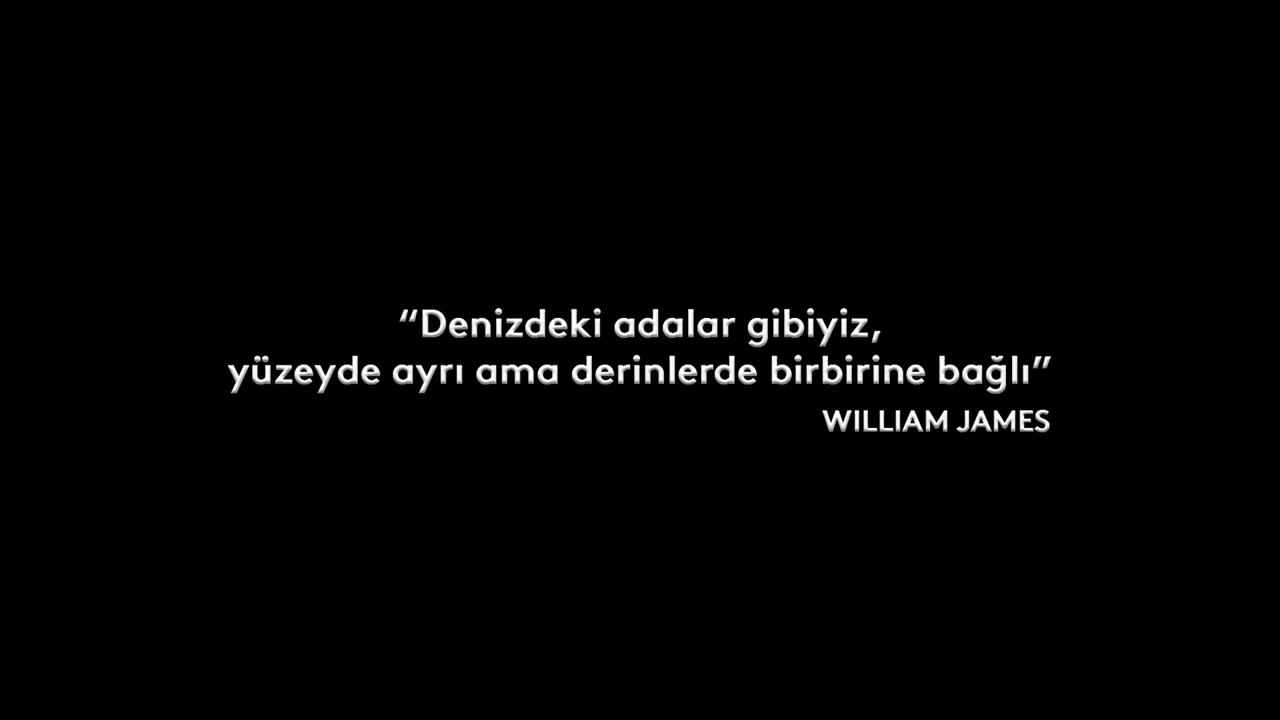 “Denizdeki adalar gibiyiz,
yüzeyde ayrı ama derinlerde birbirine bağlı”
WILLIAM JAMES